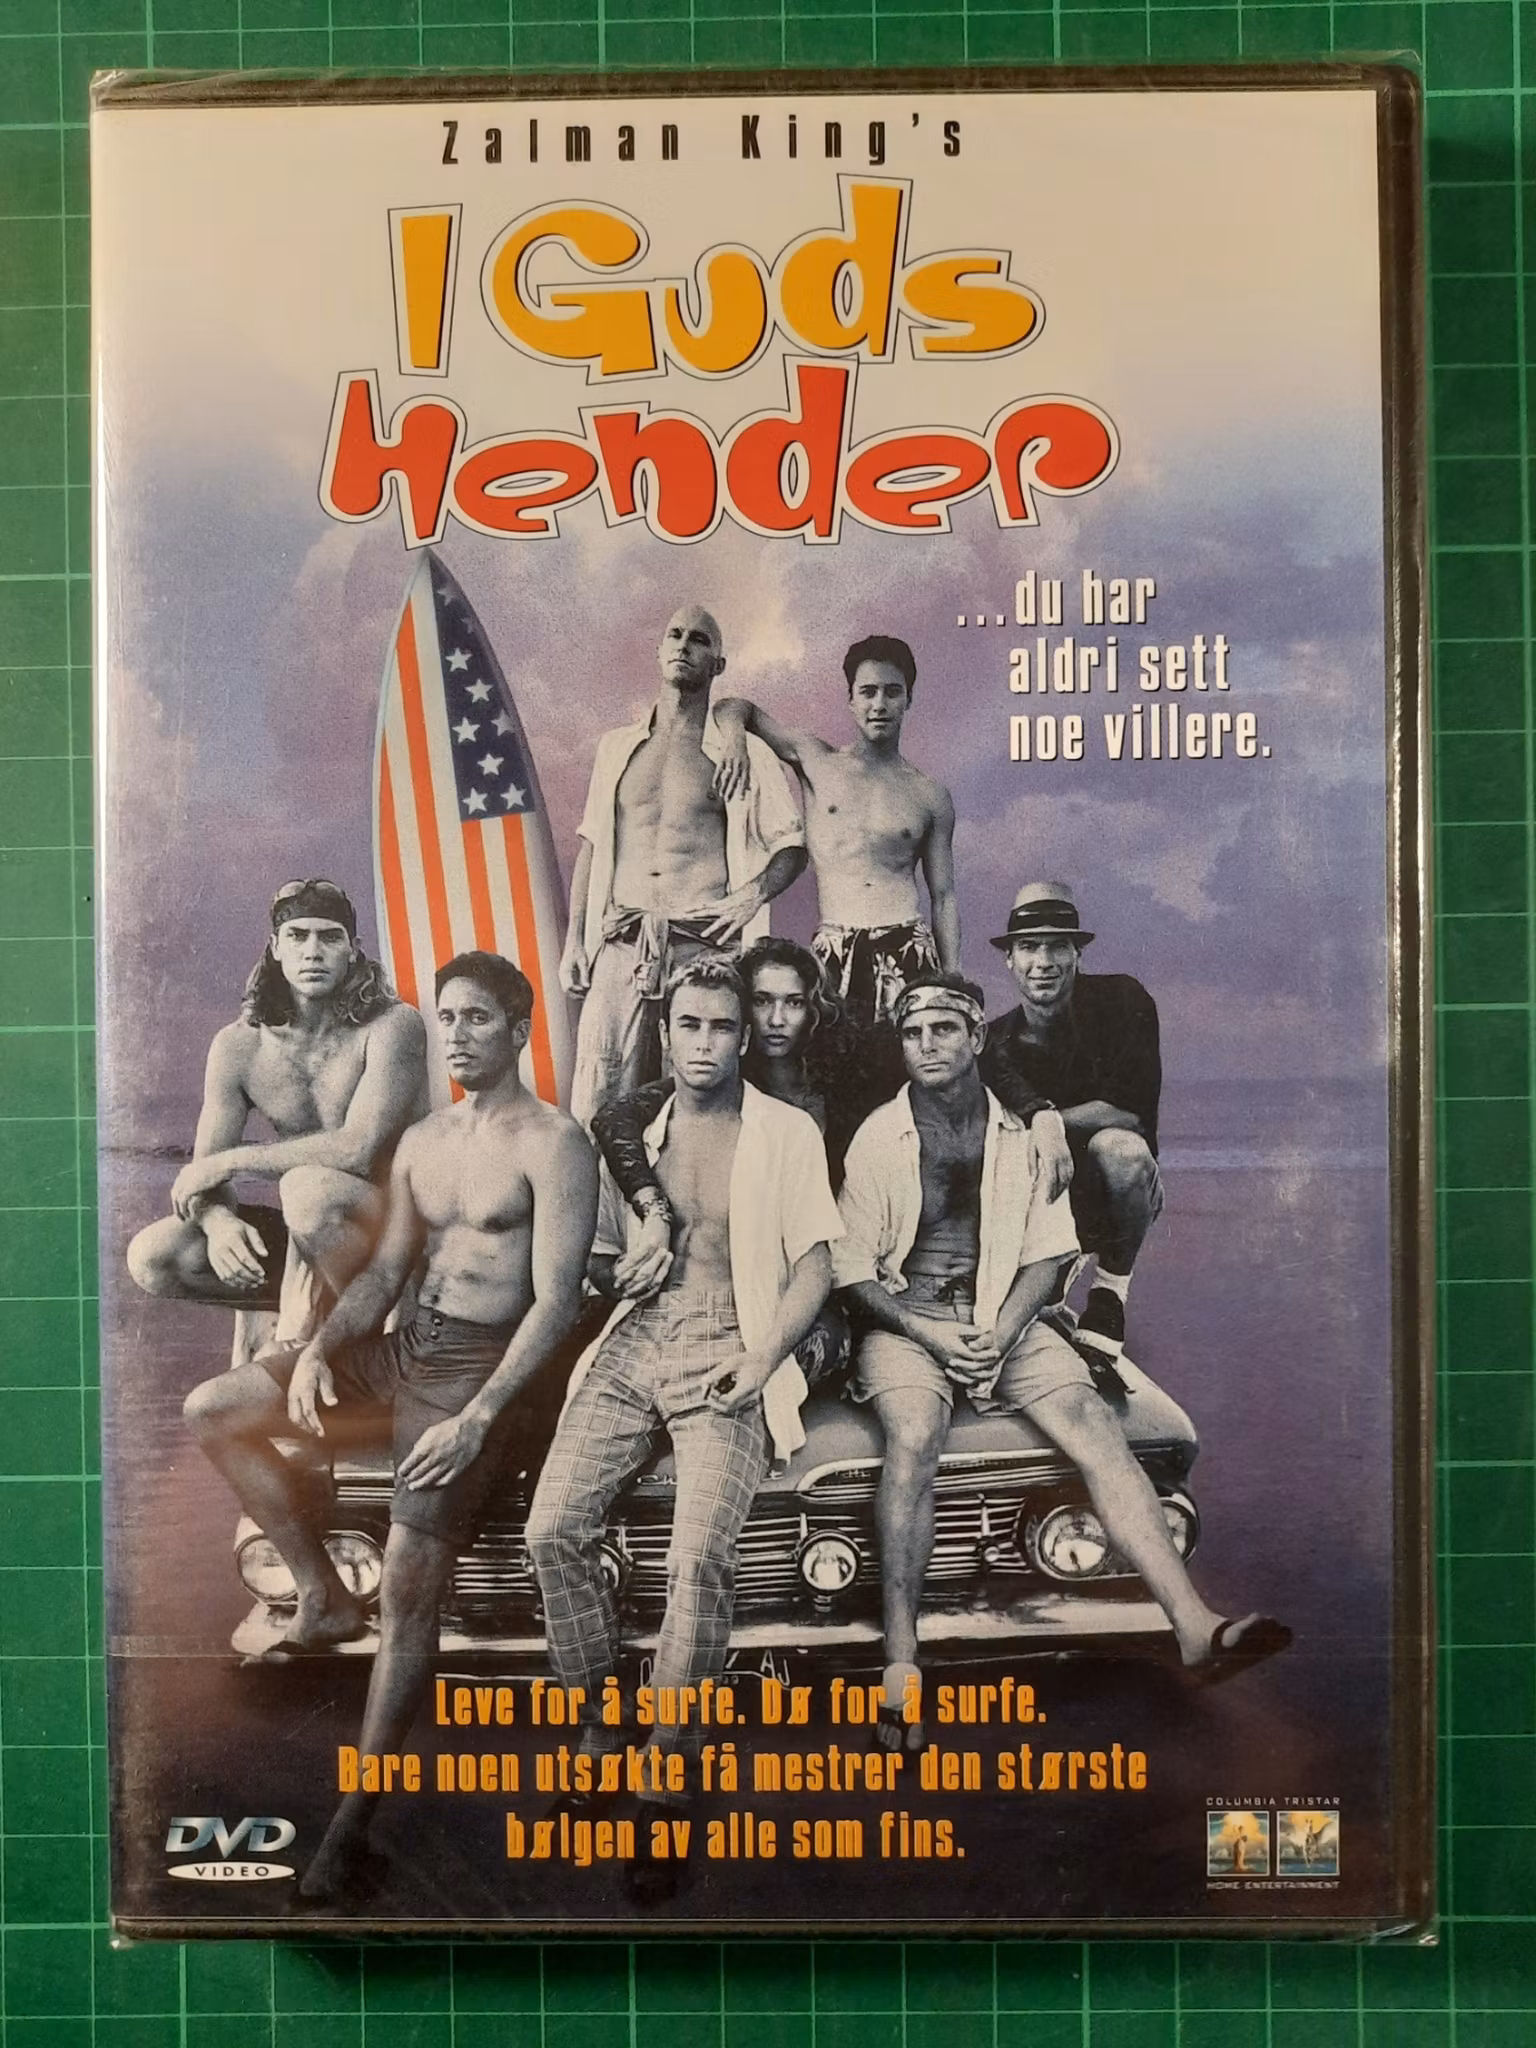 Zalman King's
I Guds
Hender
...du har
aldri sett
noe villere.
Chevrolet
Leve for å surfe. Dø for å surfe.
Bare noen utsøkte få mestrer den største
bølgen av alle som fins.
DVD
VIDEO
COLUMBIA TRISTAR
HOME ENTERTAINMENT